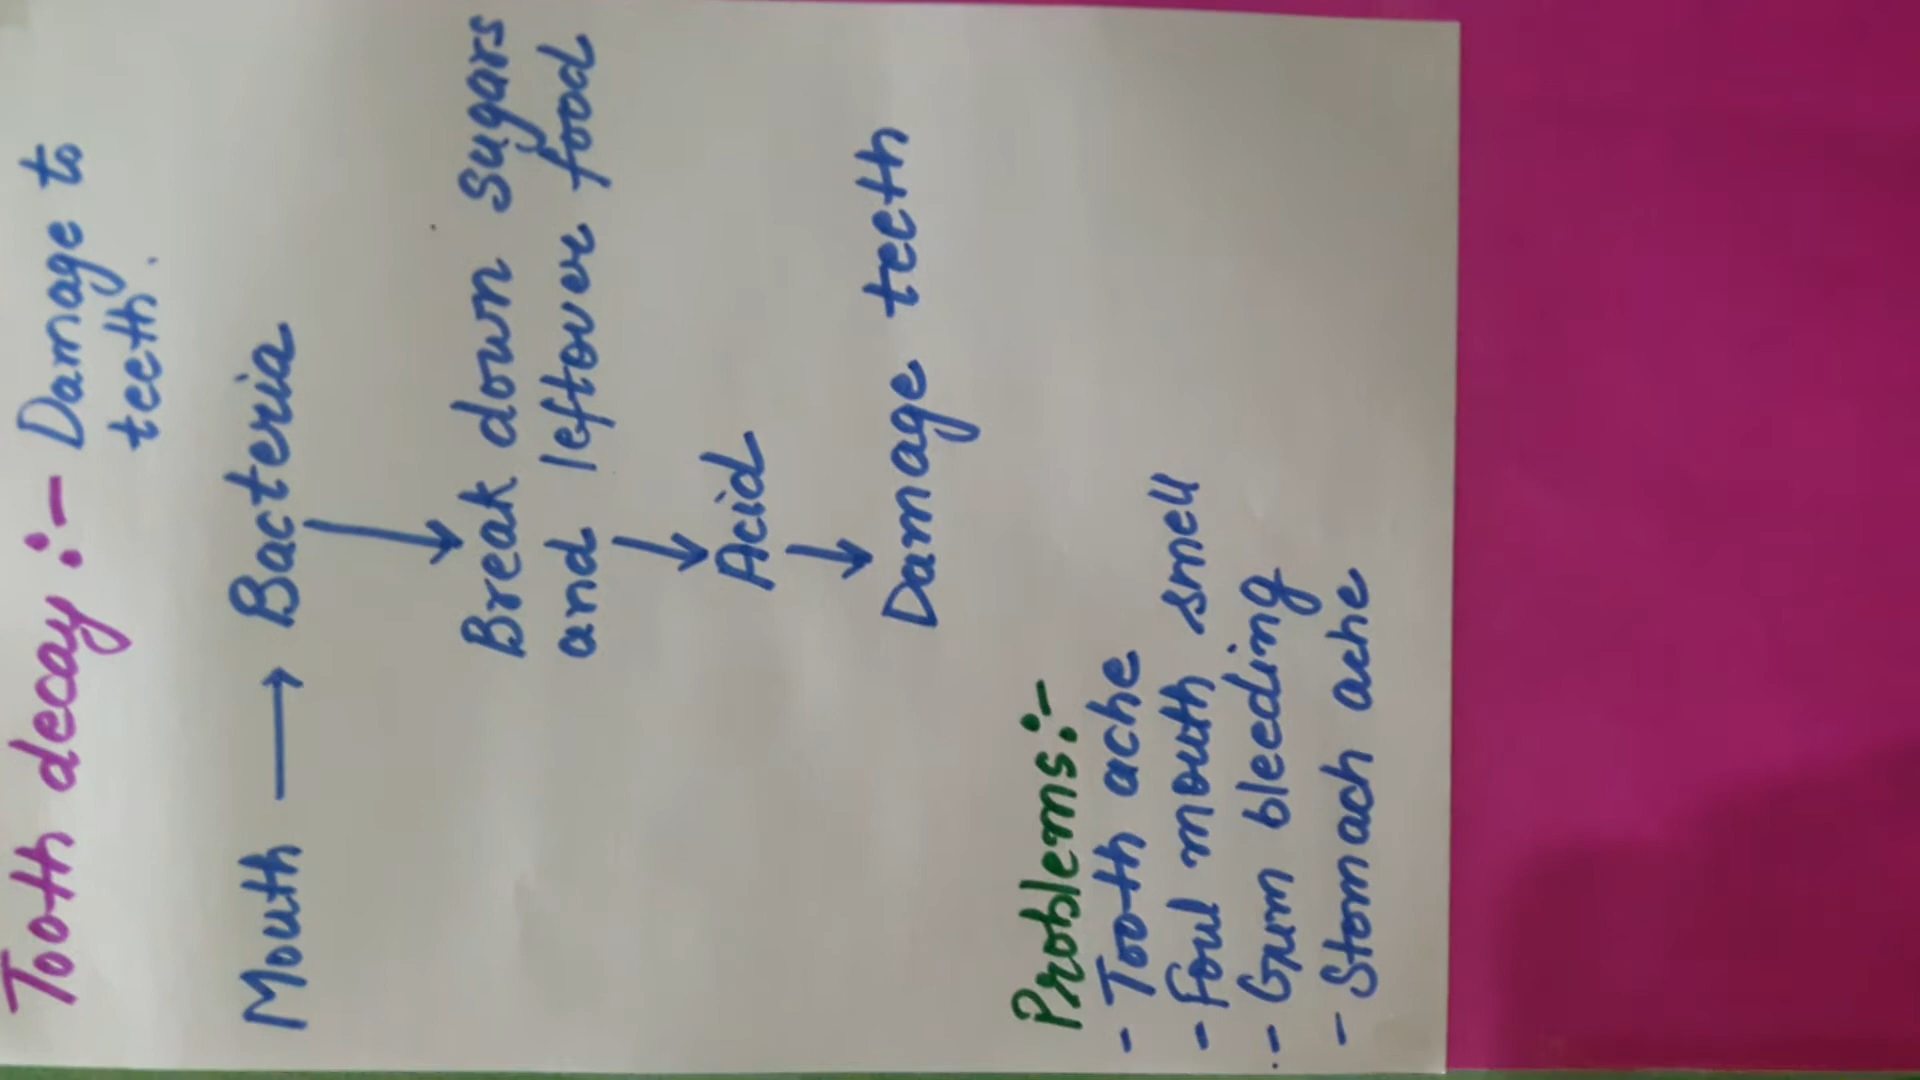 Tooth decay :- Damage to
teeth.
Mouth → Bacteria
↓
Break down sugars
and leftover food
↓
Acid
↓
Damage teeth
Problems:-
- Tooth ache
- Foul mouth smell
- Gum bleeding
- Stomach ache